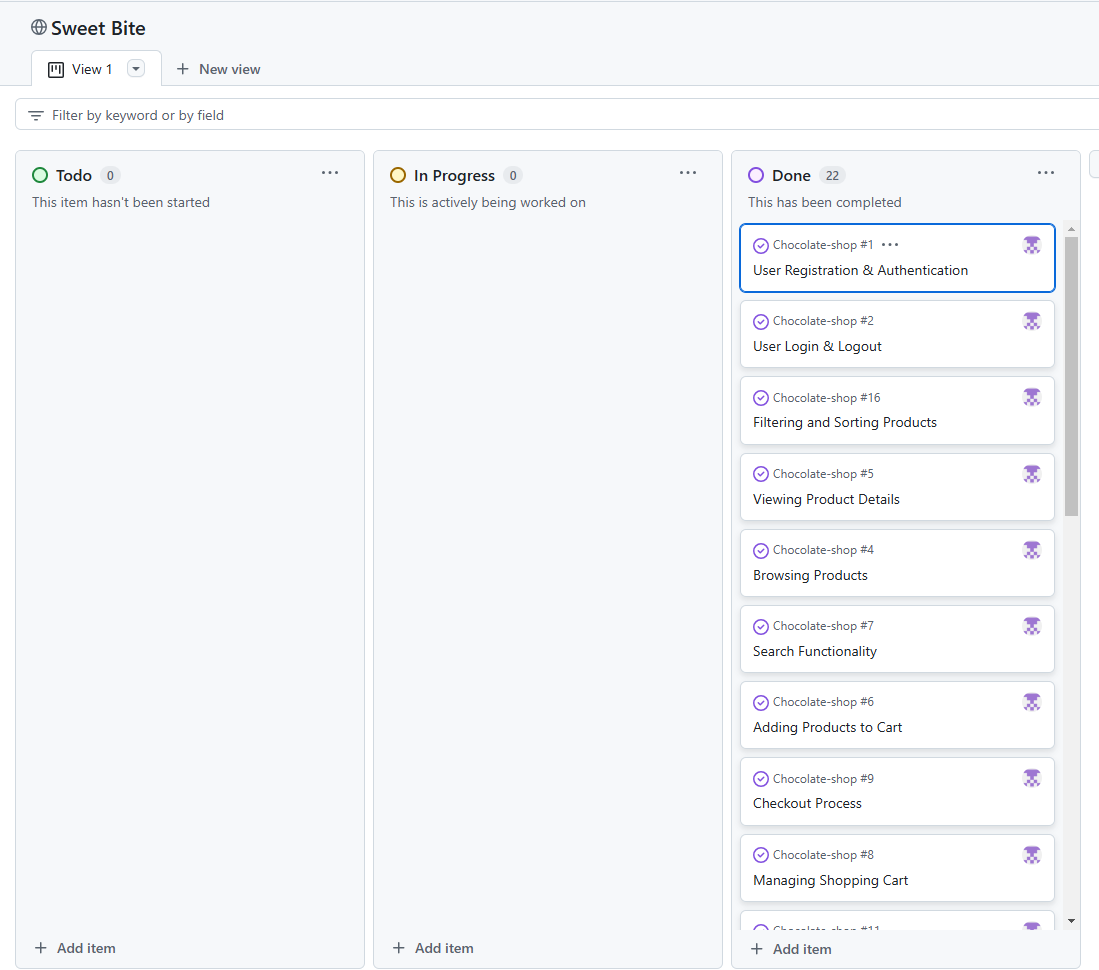 Sweet Bite
View 1
New view
Filter by keyword or by field
Todo 0
This item hasn't been started
Add item
In Progress 0
This is actively being worked on
Add item
Done 22
This has been completed
Chocolate-shop #1
User Registration & Authentication
Chocolate-shop #2
User Login & Logout
Chocolate-shop #16
Filtering and Sorting Products
Chocolate-shop #5
Viewing Product Details
Chocolate-shop #4
Browsing Products
Chocolate-shop #7
Search Functionality
Chocolate-shop #6
Adding Products to Cart
Chocolate-shop #9
Checkout Process
Chocolate-shop #8
Managing Shopping Cart
Chocolate-shop #11
Add item